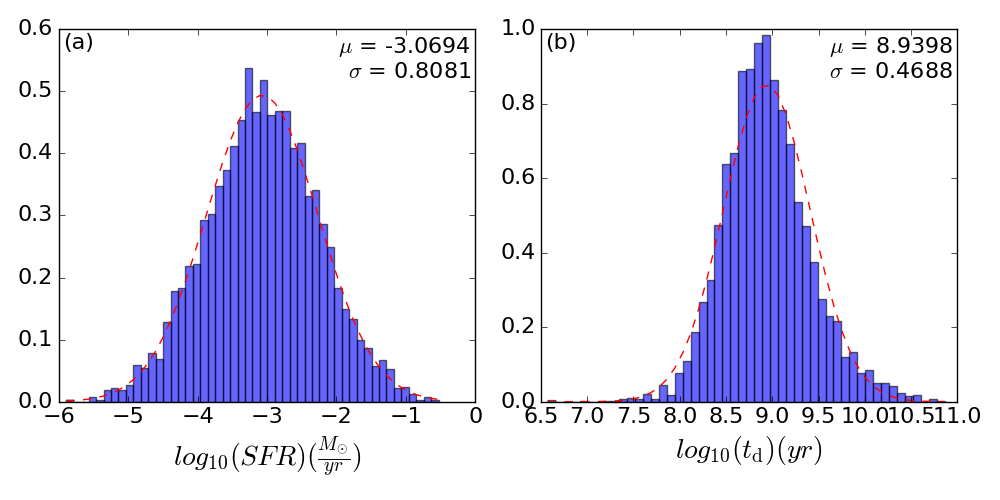 (a)
μ = -3.0694
σ = 0.8081
0.6
0.5
0.4
0.3
0.2
0.1
0.0
−6 −5 −4 −3 −2 −1 0
log₁₀(SFR)(M☉/yr)
(b)
μ = 8.9398
σ = 0.4688
1.0
0.8
0.6
0.4
0.2
0.0
6.5 7.0 7.5 8.0 8.5 9.0 9.5 10.0 10.5 11.0
log₁₀(t_d)(yr)